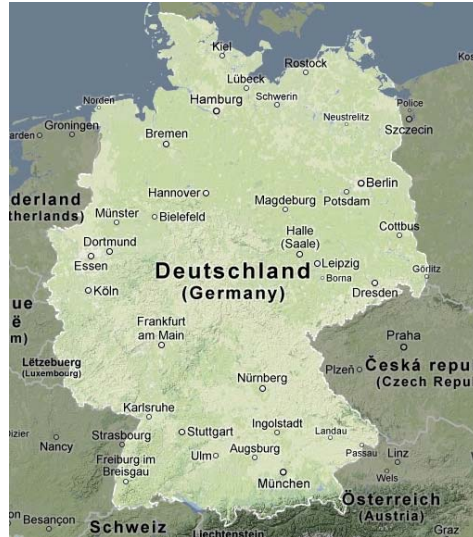 Kiel
Rostock
Lübeck
Hamburg
Schwerin
Norden
Neustrelitz
Police
Groningen
Szczecin
Bremen
Berlin
Hannover
Potsdam
Magdeburg
Münster
Bielefeld
Cottbus
Halle
(Saale)
Dortmund
Essen
Leipzig
Deutschland
(Germany)
Borna
Görlitz
Köln
Dresden
Frankfurt
am Main
Praha
Lëtzebuerg
(Luxembourg)
Plzeň
Česká repu
(Czech Repu
Nürnberg
Karlsruhe
Strasbourg
Stuttgart
Ingolstadt
Landau
Nancy
Passau
Linz
Freiburg im
Breisgau
Ulm
Augsburg
Wels
München
Österreich
(Austria)
Besançon
Schweiz
Liechtenstein
Graz